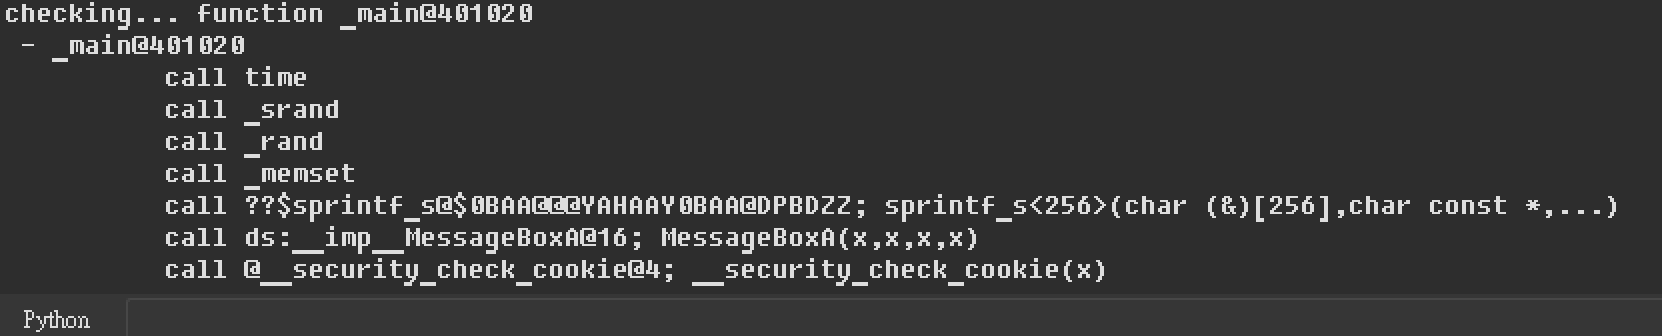 checking... function _main@401020
- _main@401020
call time
call _srand
call _rand
call _memset
call ??$sprintf_s@$0BAA@@@YAHAAY0BAA@DPBDZZ; sprintf_s<256>(char (&)[256],char const *,...)
call ds:__imp__MessageBoxA@16; MessageBoxA(x,x,x,x)
call @__security_check_cookie@4; __security_check_cookie(x)
Python